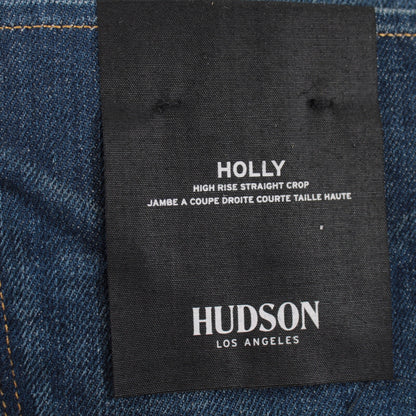 HOLLY
HIGH RISE STRAIGHT CROP
JAMBE A COUPE DROITE COURTE TAILLE HAUTE
HUDSON
LOS ANGELES